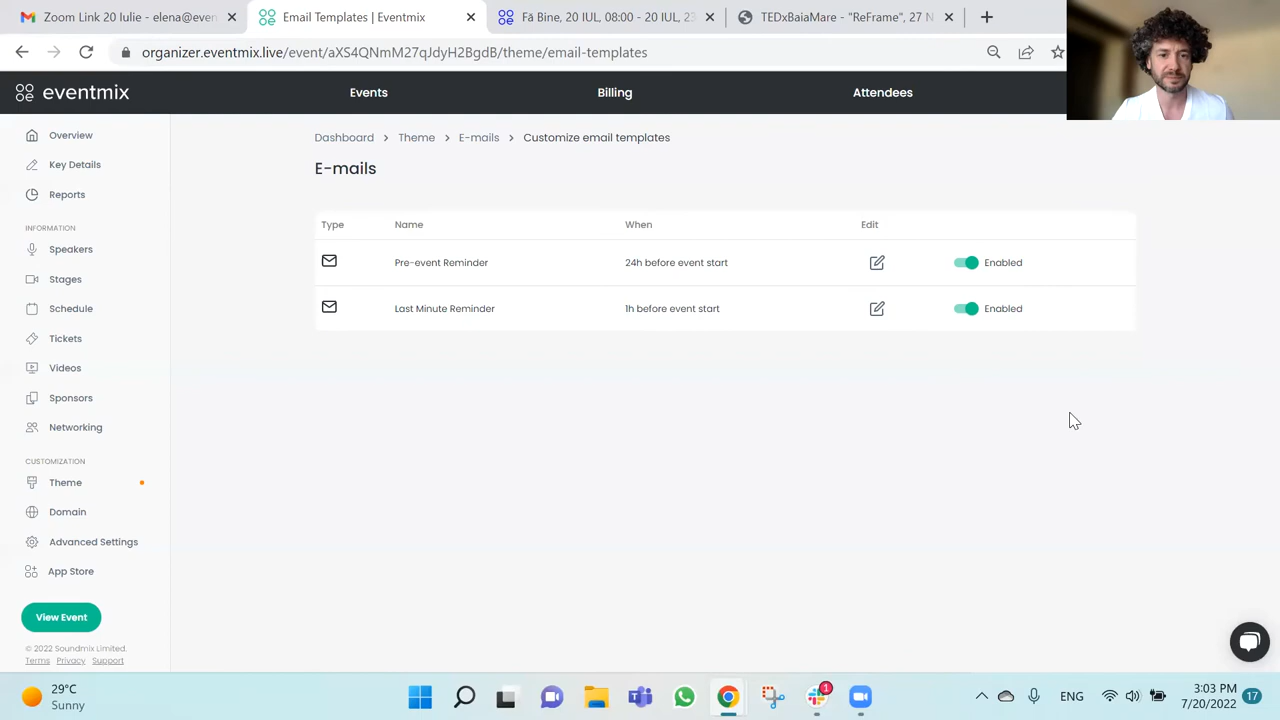 Zoom Link 20 Iulie - elena@even
Email Templates | Eventmix
Fă Bine, 20 IUL, 08:00 - 20 IUL, 23
TEDxBaiaMare - "ReFrame", 27 N
organizer.eventmix.live/event/aXS4QNmM27qJdyH2BgdB/theme/email-templates
eventmix
Events
Billing
Attendees
Overview
Key Details
Reports
INFORMATION
Speakers
Stages
Schedule
Tickets
Videos
Sponsors
Networking
CUSTOMIZATION
Theme
Domain
Advanced Settings
App Store
View Event
© 2022 Soundmix Limited.
Terms Privacy Support
Dashboard > Theme > E-mails > Customize email templates
E-mails
Type Name When Edit
Pre-event Reminder 24h before event start Enabled
Last Minute Reminder 1h before event start Enabled
29°C
Sunny
1
ENG
3:03 PM
7/20/2022
17